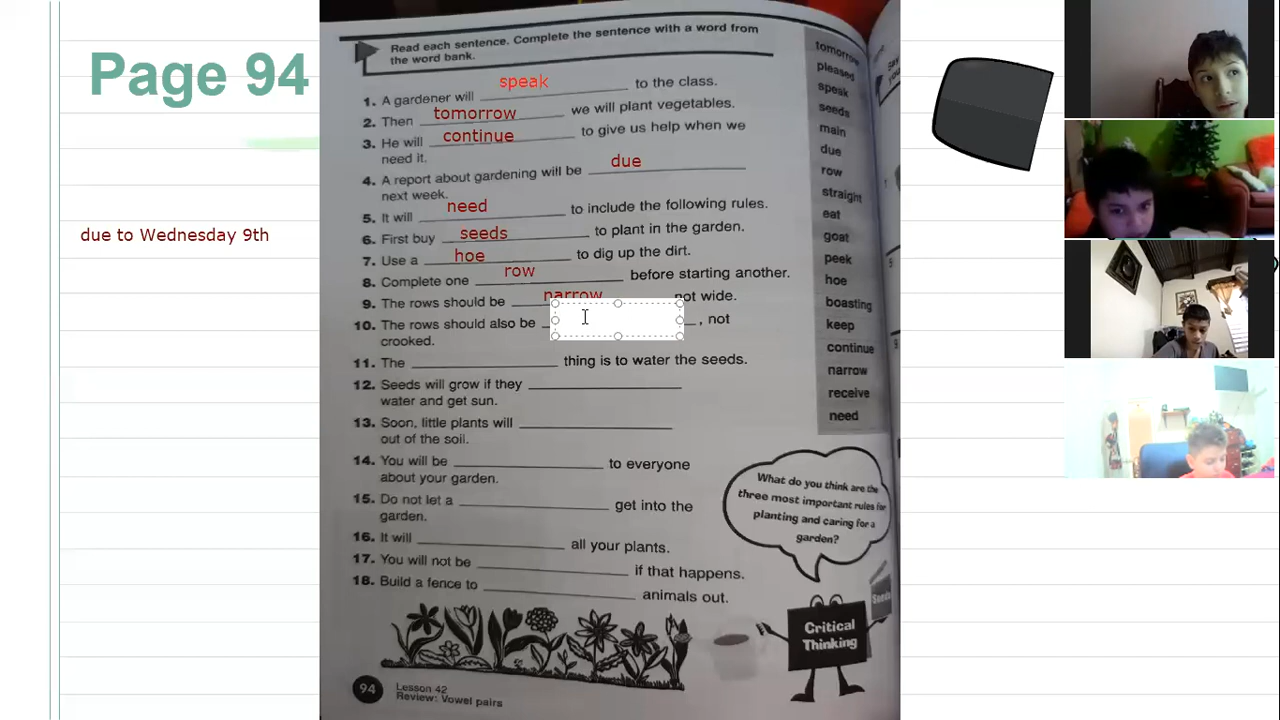 Page 94
due to Wednesday 9th
Read each sentence. Complete the sentence with a word from
the word bank.
1. A gardener will speak to the class.
2. Then tomorrow we will plant vegetables.
3. He will continue to give us help when we
need it.
4. A report about gardening will be due
next week.
5. It will need to include the following rules.
6. First buy seeds to plant in the garden.
7. Use a hoe to dig up the dirt.
8. Complete one row before starting another.
9. The rows should be narrow not wide.
10. The rows should also be , not
crooked.
11. The thing is to water the seeds.
12. Seeds will grow if they
water and get sun.
13. Soon, little plants will
out of the soil.
14. You will be to everyone
about your garden.
15. Do not let a get into the
garden.
16. It will all your plants.
17. You will not be if that happens.
18. Build a fence to animals out.
tomorrow
pleased
speak
seeds
main
due
row
straight
eat
goat
peek
hoe
boasting
keep
continue
narrow
receive
need
What do you think are the
three most important rules for
planting and caring for a
garden?
Seeds
Critical
Thinking
94
Lesson 42
Review: Vowel pairs